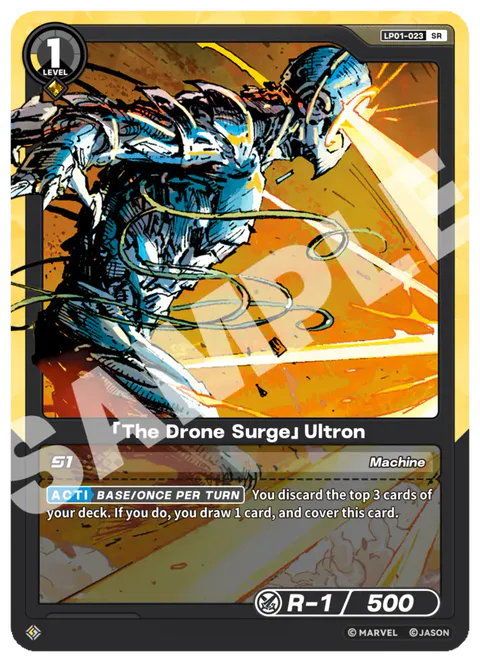 LP01-023 SR
1
LEVEL
SAMPLE
「The Drone Surge」 Ultron
S1 Machine
ACTI BASE/ONCE PER TURN You discard the top 3 cards of
your deck. If you do, you draw 1 card, and cover this card.
R-1 / 500
©MARVEL ©JASON